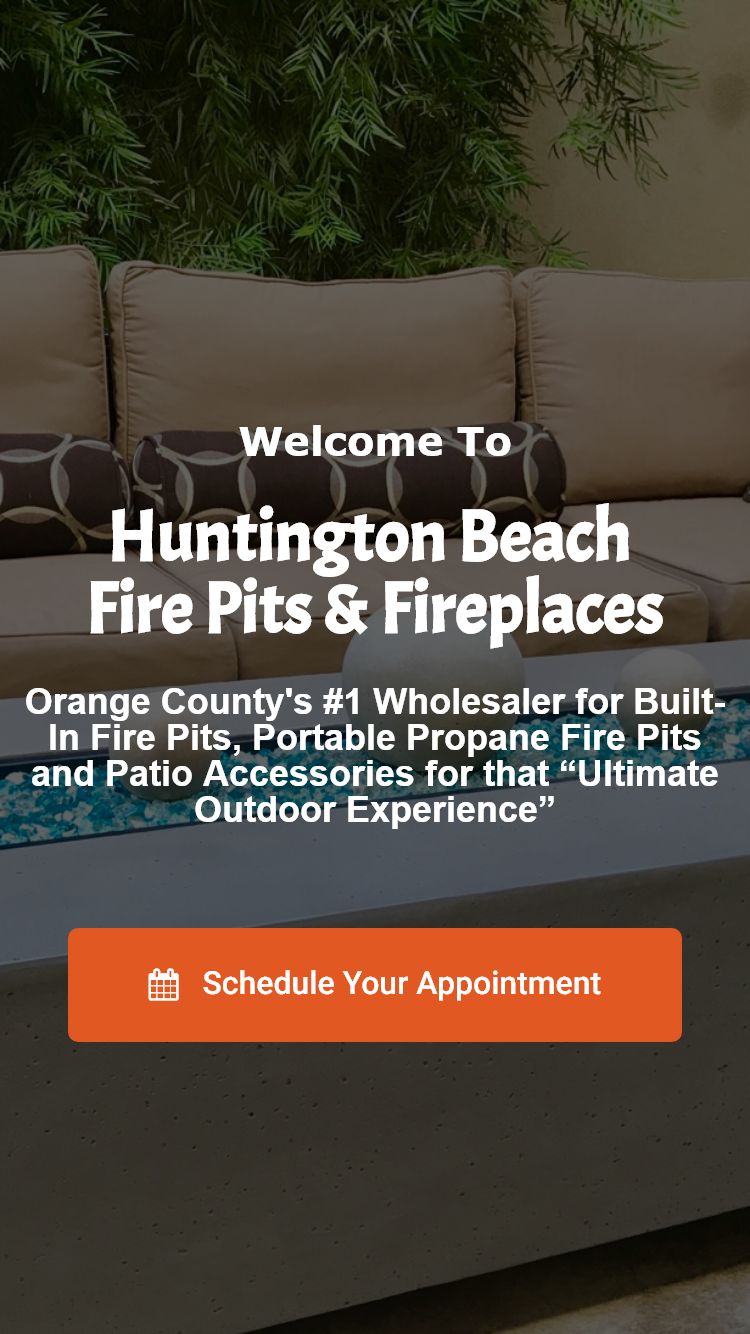 Welcome To
Huntington Beach
Fire Pits & Fireplaces
Orange County's #1 Wholesaler for Built-
In Fire Pits, Portable Propane Fire Pits
and Patio Accessories for that “Ultimate
Outdoor Experience”
Schedule Your Appointment